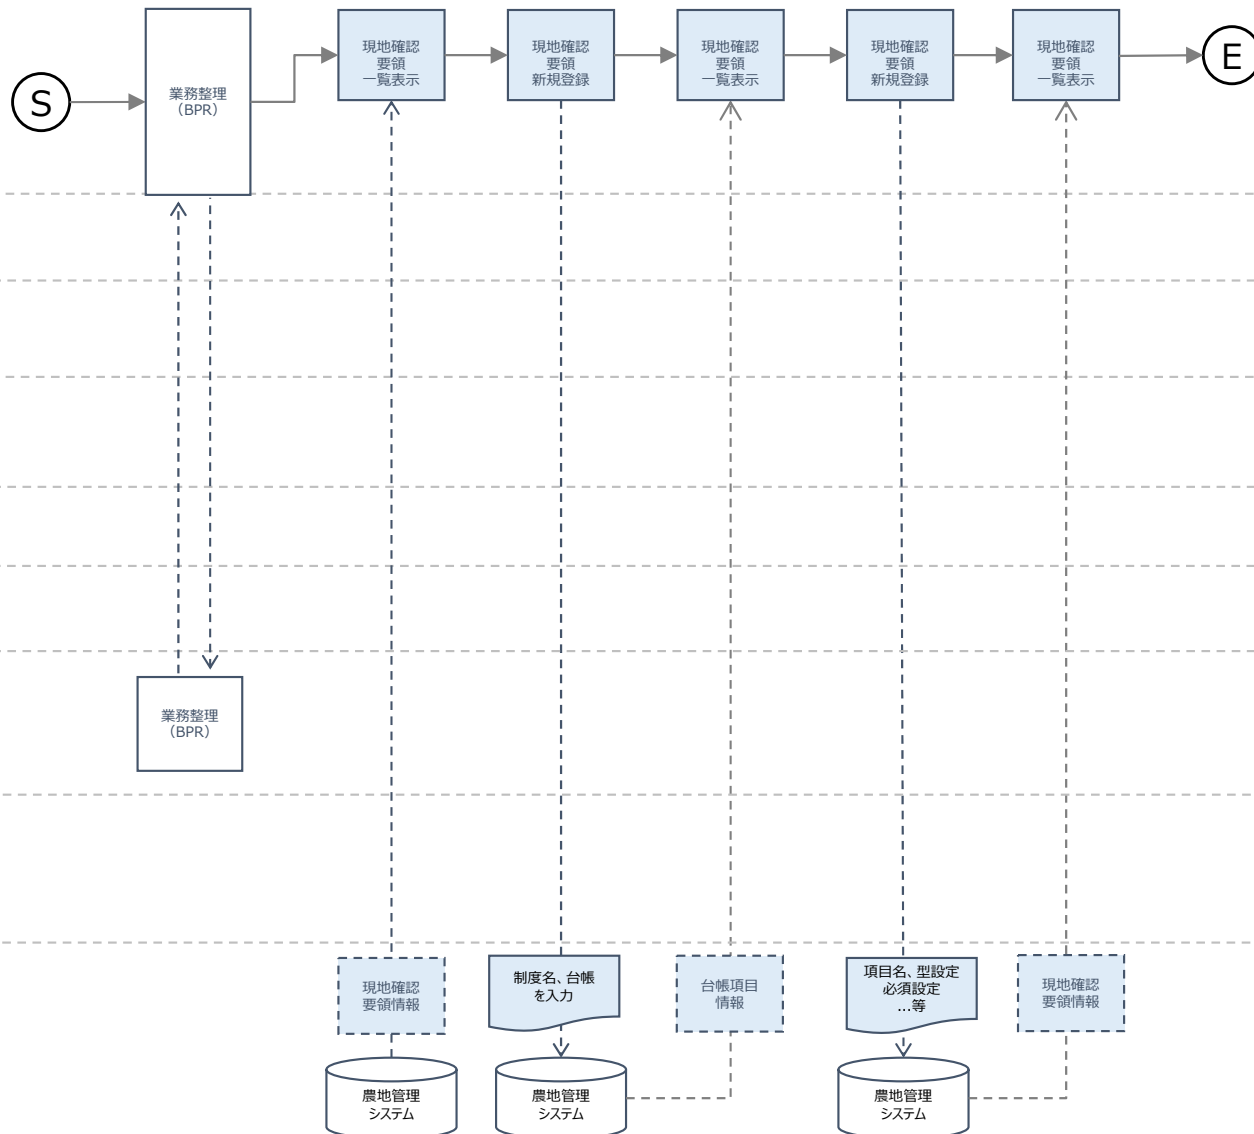 S
業務整理
（BPR）
現地確認
要領
一覧表示
現地確認
要領
新規登録
現地確認
要領
一覧表示
現地確認
要領
新規登録
現地確認
要領
一覧表示
E
業務整理
（BPR）
現地確認
要領情報
制度名、台帳
を入力
台帳項目
情報
項目名、型設定
必須設定
…等
現地確認
要領情報
農地管理
システム
農地管理
システム
農地管理
システム